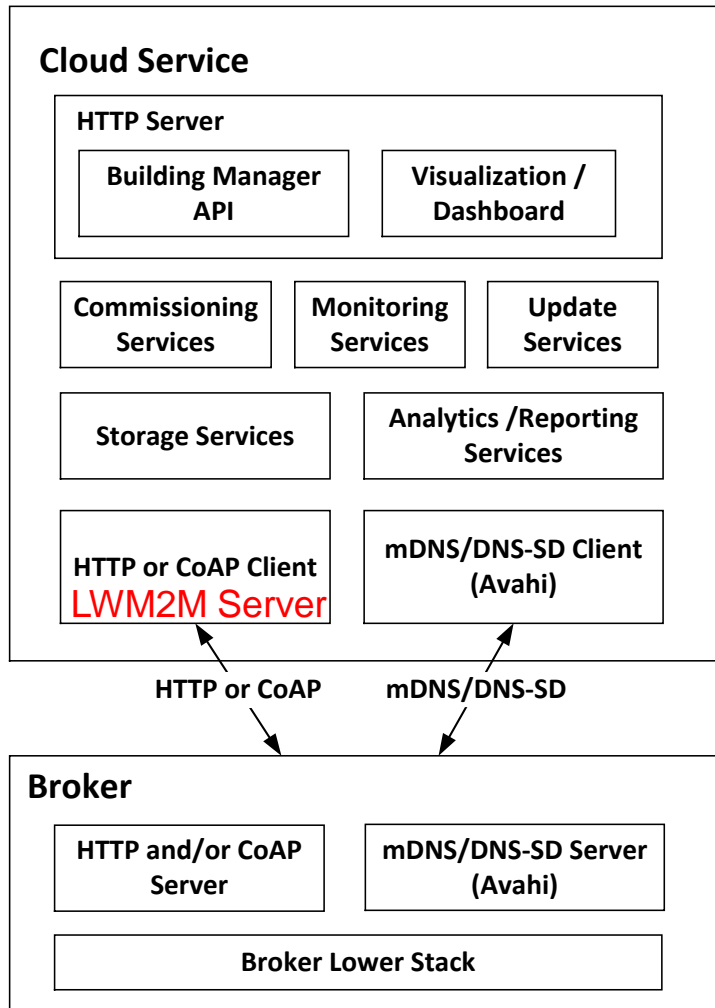 Cloud Service
HTTP Server
Building Manager
API
Visualization /
Dashboard
Commissioning
Services
Monitoring
Services
Update
Services
Storage Services
Analytics /Reporting
Services
HTTP or CoAP Client
LWM2M Server
mDNS/DNS-SD Client
(Avahi)
HTTP or CoAP
mDNS/DNS-SD
Broker
HTTP and/or CoAP
Server
mDNS/DNS-SD Server
(Avahi)
Broker Lower Stack